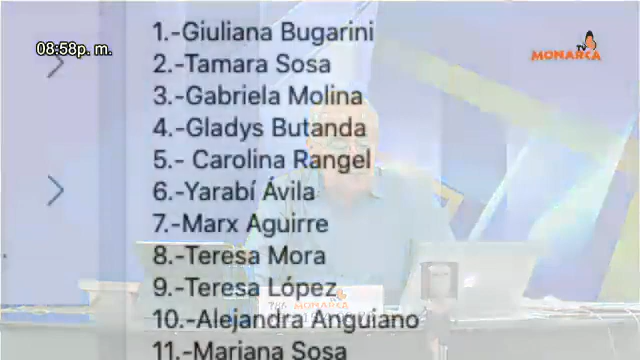 08:58p. m.
TV
MONARCA
1.-Giuliana Bugarini
2.-Tamara Sosa
3.-Gabriela Molina
4.-Gladys Butanda
5.- Carolina Rangel
6.-Yarabí Ávila
7.-Marx Aguirre
8.-Teresa Mora
9.-Teresa López
MONARCA
10.-Alejandra Anguiano
11.-Mariana Sosa